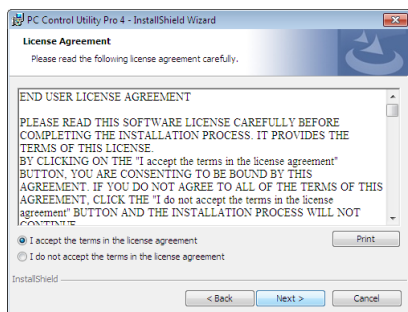 PC Control Utility Pro 4 - InstallShield Wizard
License Agreement
Please read the following license agreement carefully.
END USER LICENSE AGREEMENT
PLEASE READ THIS SOFTWARE LICENSE CAREFULLY BEFORE
COMPLETING THE INSTALLATION PROCESS. IT PROVIDES THE
TERMS OF THIS LICENSE.
BY CLICKING ON THE "I accept the terms in the license agreement"
BUTTON, YOU ARE CONSENTING TO BE BOUND BY THIS
AGREEMENT. IF YOU DO NOT AGREE TO ALL OF THE TERMS OF THIS
AGREEMENT, CLICK THE "I do not accept the terms in the license
agreement" BUTTON AND THE INSTALLATION PROCESS WILL NOT
CONTINUE
I accept the terms in the license agreement
Print
I do not accept the terms in the license agreement
InstallShield
< Back
Next >
Cancel